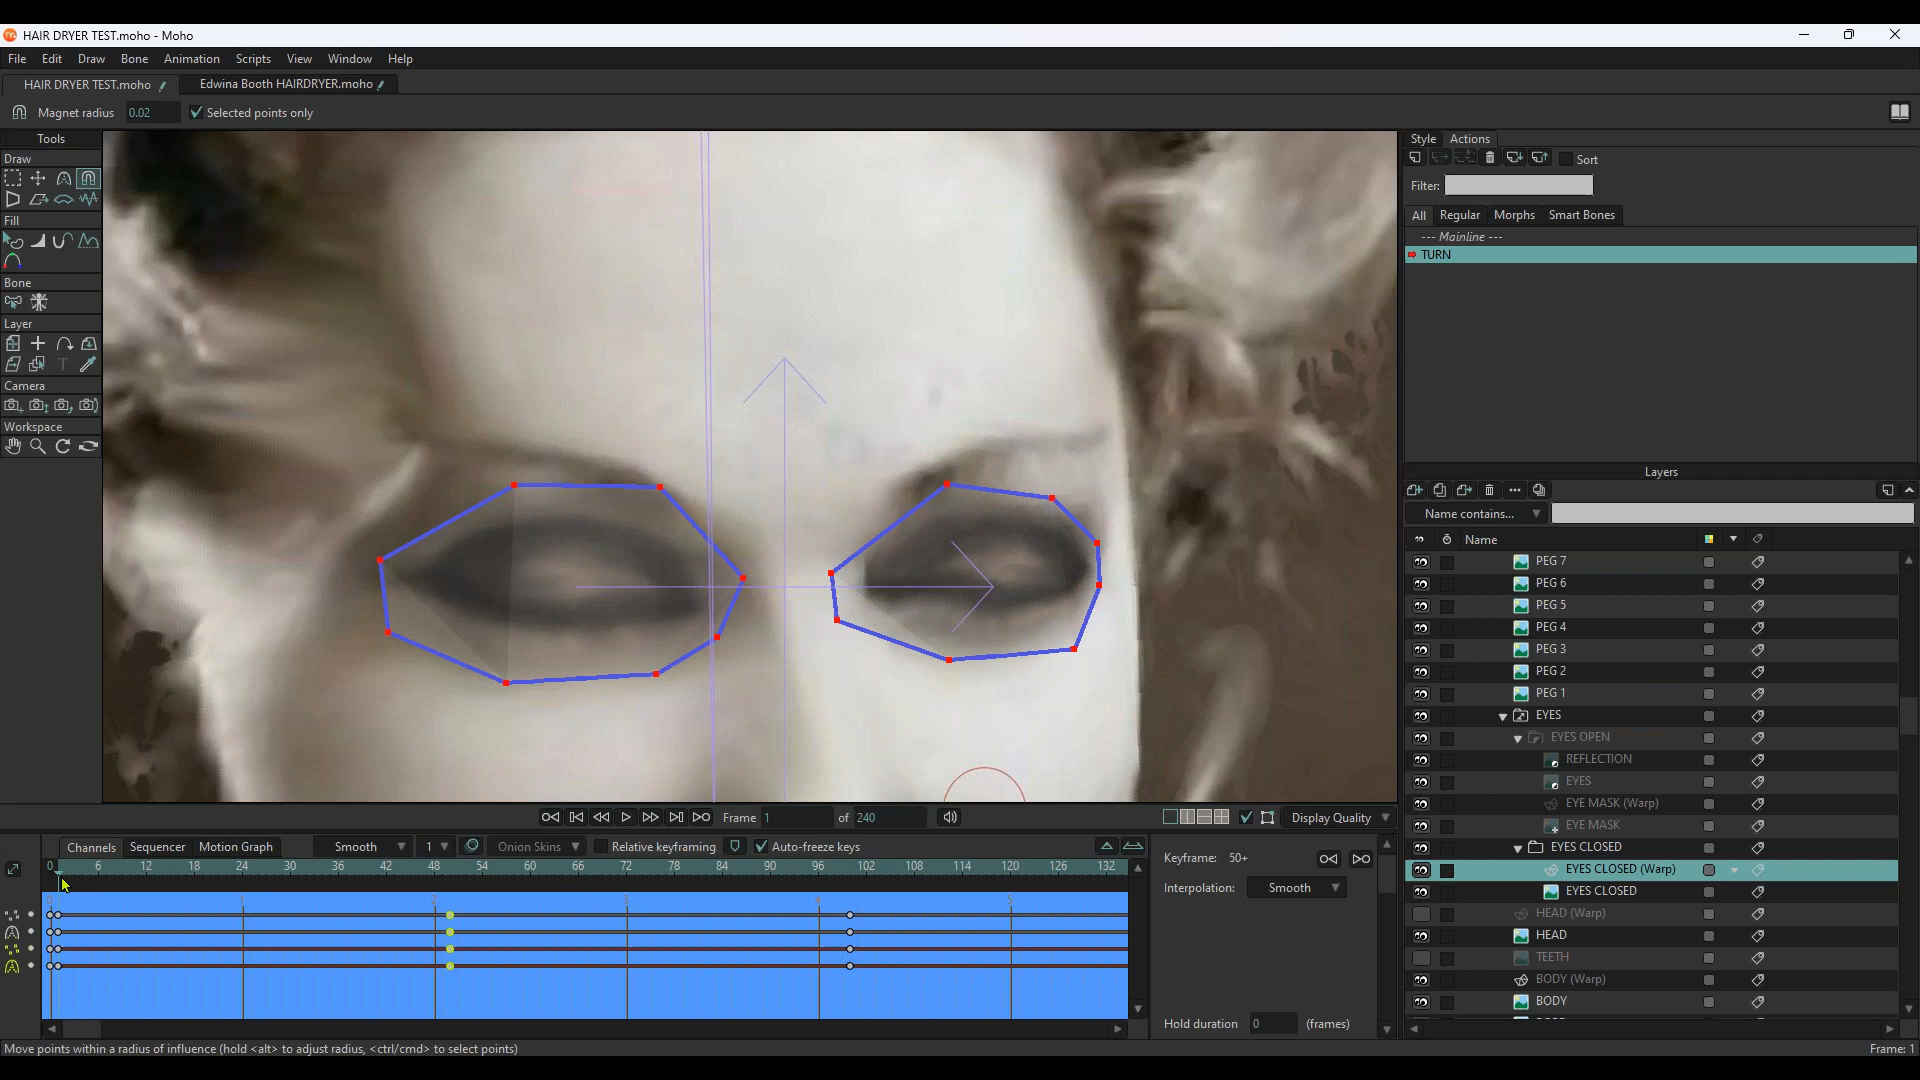 HAIR DRYER TEST.moho - Moho
File Edit Draw Bone Animation Scripts View Window Help
HAIR DRYER TEST.moho Edwina Booth HAIRDRYER.moho
Magnet radius 0.02 Selected points only
Tools
Draw
Fill
Bone
Layer
Camera
Workspace
Style Actions
Sort
Filter:
All Regular Morphs Smart Bones
--- Mainline ---
TURN
Layers
Name contains...
Name
PEG 7
PEG 6
PEG 5
PEG 4
PEG 3
PEG 2
PEG 1
EYES
EYES OPEN
REFLECTION
EYES
EYE MASK (Warp)
EYE MASK
EYES CLOSED
EYES CLOSED (Warp)
EYES CLOSED
HEAD (Warp)
HEAD
TEETH
BODY (Warp)
BODY
Frame 1 of 240 Display Quality
Channels Sequencer Motion Graph Smooth 1 Onion Skins Relative keyframing Auto-freeze keys
0 6 12 18 24 30 36 42 48 54 60 66 72 78 84 90 96 102 108 114 120 126 132
0 1 2 3 4 5
Keyframe: 50+
Interpolation: Smooth
Hold duration 0 (frames)
Move points within a radius of influence (hold <alt> to adjust radius, <ctrl/cmd> to select points) Frame: 1